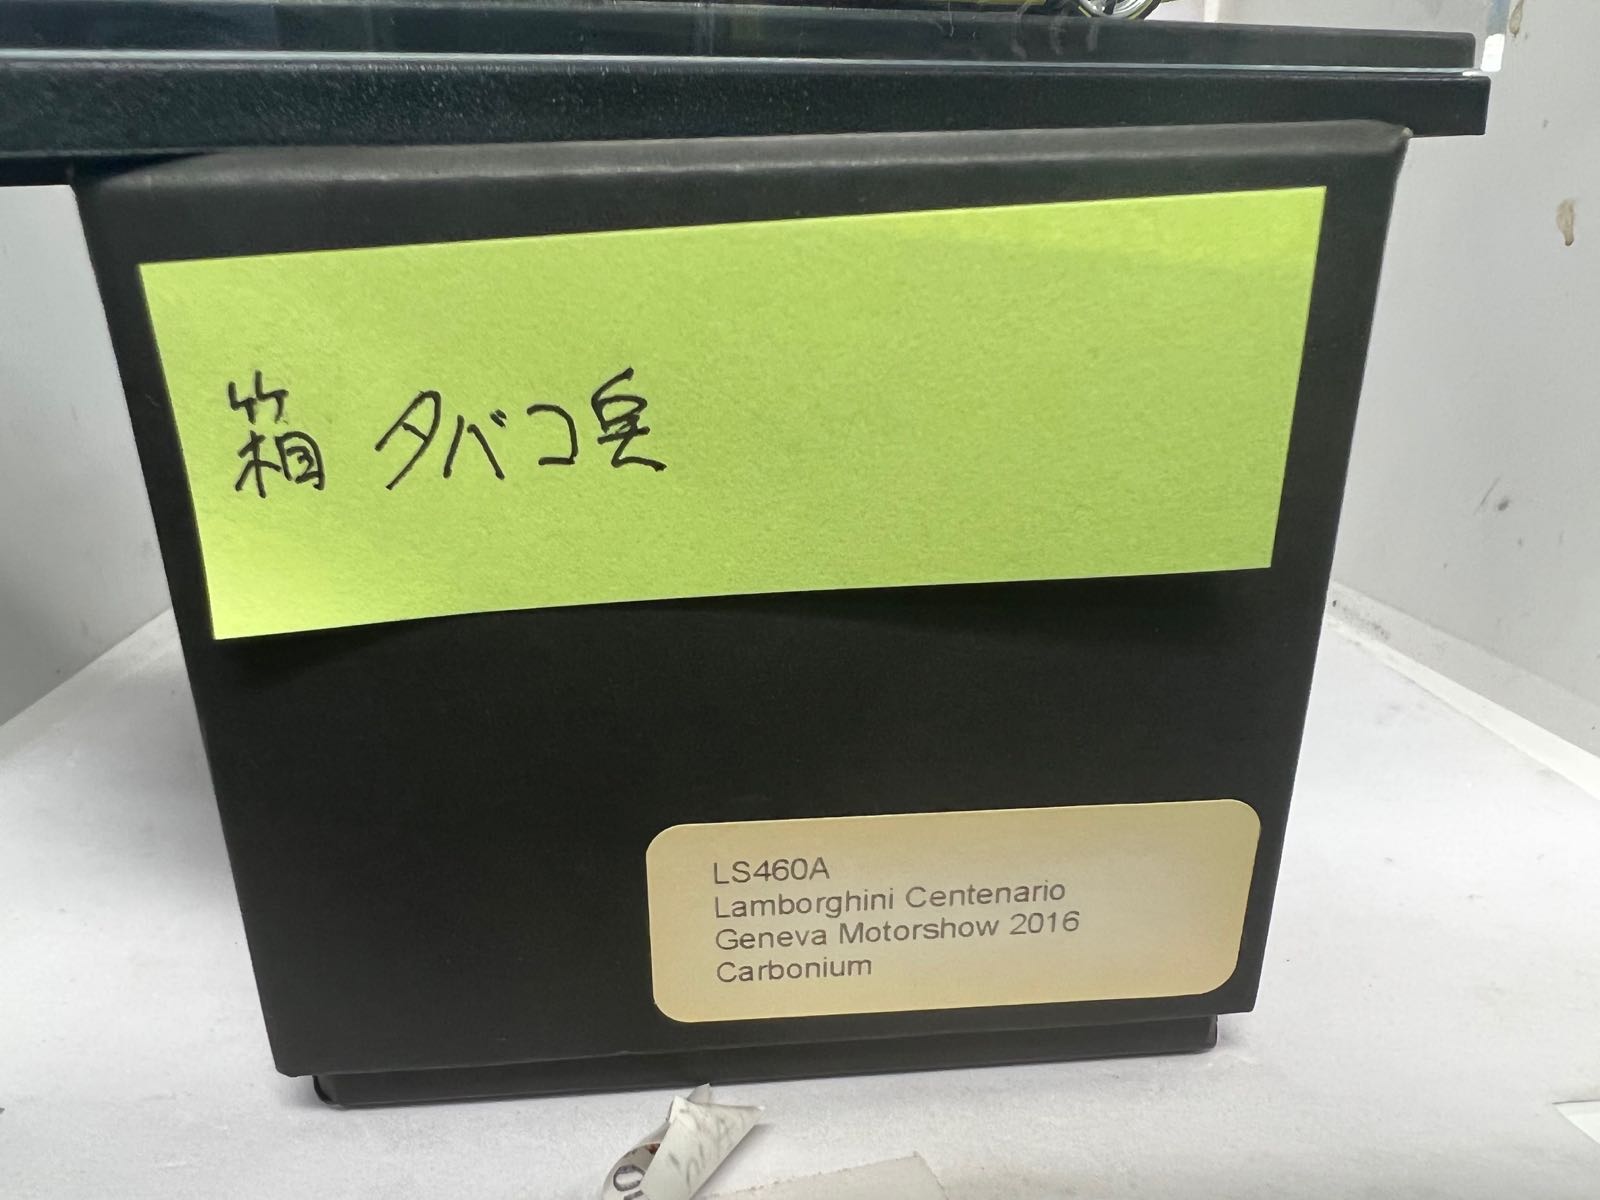 箱 タバコ臭
LS460A
Lamborghini Centenario
Geneva Motorshow 2016
Carbonium